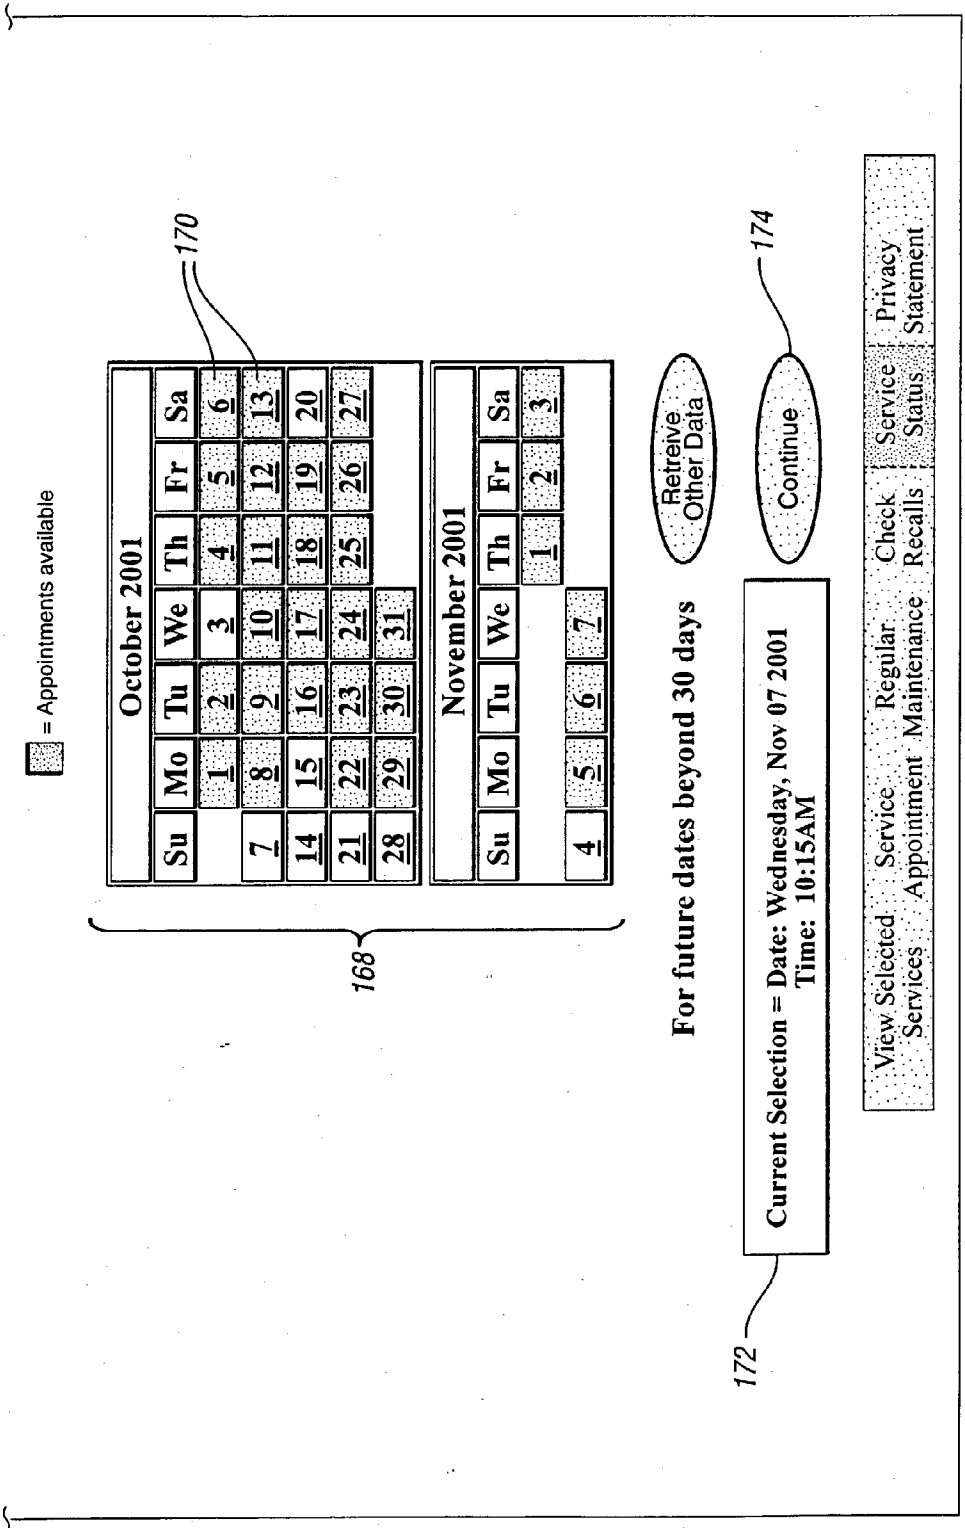 = Appointments available
October 2001
Su Mo Tu We Th Fr Sa
1 2 3 4 5 6
7 8 9 10 11 12 13
14 15 16 17 18 19 20
21 22 23 24 25 26 27
28 29 30 31
170
168
November 2001
Su Mo Tu We Th Fr Sa
1 2 3
4 5 6 7
For future dates beyond 30 days
Retreive
Other Data
Current Selection = Date: Wednesday, Nov 07 2001
Time: 10:15AM
Continue
172
174
View Selected Service Regular Check Service Privacy
Services Appointment Maintenance Recalls Status Statement